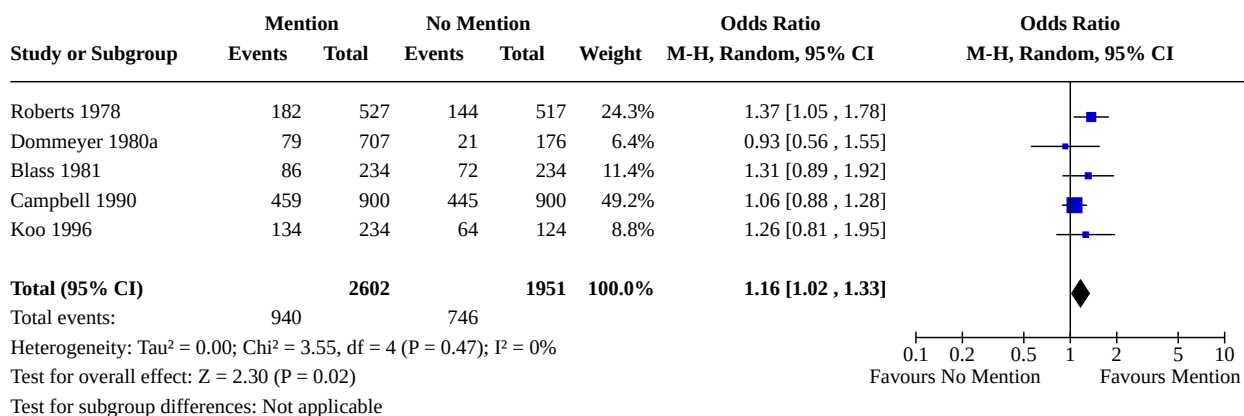 Mention No Mention Odds Ratio Odds Ratio
Study or Subgroup Events Total Events Total Weight M-H, Random, 95% CI M-H, Random, 95% CI
Roberts 1978 182 527 144 517 24.3% 1.37 [1.05 , 1.78]
Dommeyer 1980a 79 707 21 176 6.4% 0.93 [0.56 , 1.55]
Blass 1981 86 234 72 234 11.4% 1.31 [0.89 , 1.92]
Campbell 1990 459 900 445 900 49.2% 1.06 [0.88 , 1.28]
Koo 1996 134 234 64 124 8.8% 1.26 [0.81 , 1.95]
Total (95% CI) 2602 1951 100.0% 1.16 [1.02 , 1.33]
Total events: 940 746
Heterogeneity: Tau² = 0.00; Chi² = 3.55, df = 4 (P = 0.47); I² = 0%
0.1 0.2 0.5 1 2 5 10
Test for overall effect: Z = 2.30 (P = 0.02) Favours No Mention Favours Mention
Test for subgroup differences: Not applicable